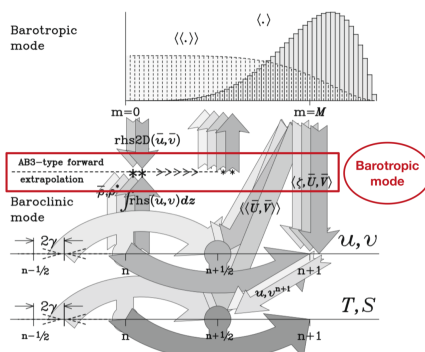 ⟨.⟩
Barotropic
mode
⟨⟨.⟩⟩
m=0
m=M
rhs2D(ū,v̄)
AB3-type forward
extrapolation
Barotropic
mode
⟨ζ,Ū,V̄⟩
Baroclinic
mode
∫rhs(u,v)dz
⟨⟨Ū,V̄⟩⟩
u,v
2γ
n-1/2
n
n+1/2
n+1
u,vⁿ⁺¹
T,S
2γ
n-1/2
n
n+1/2
n+1